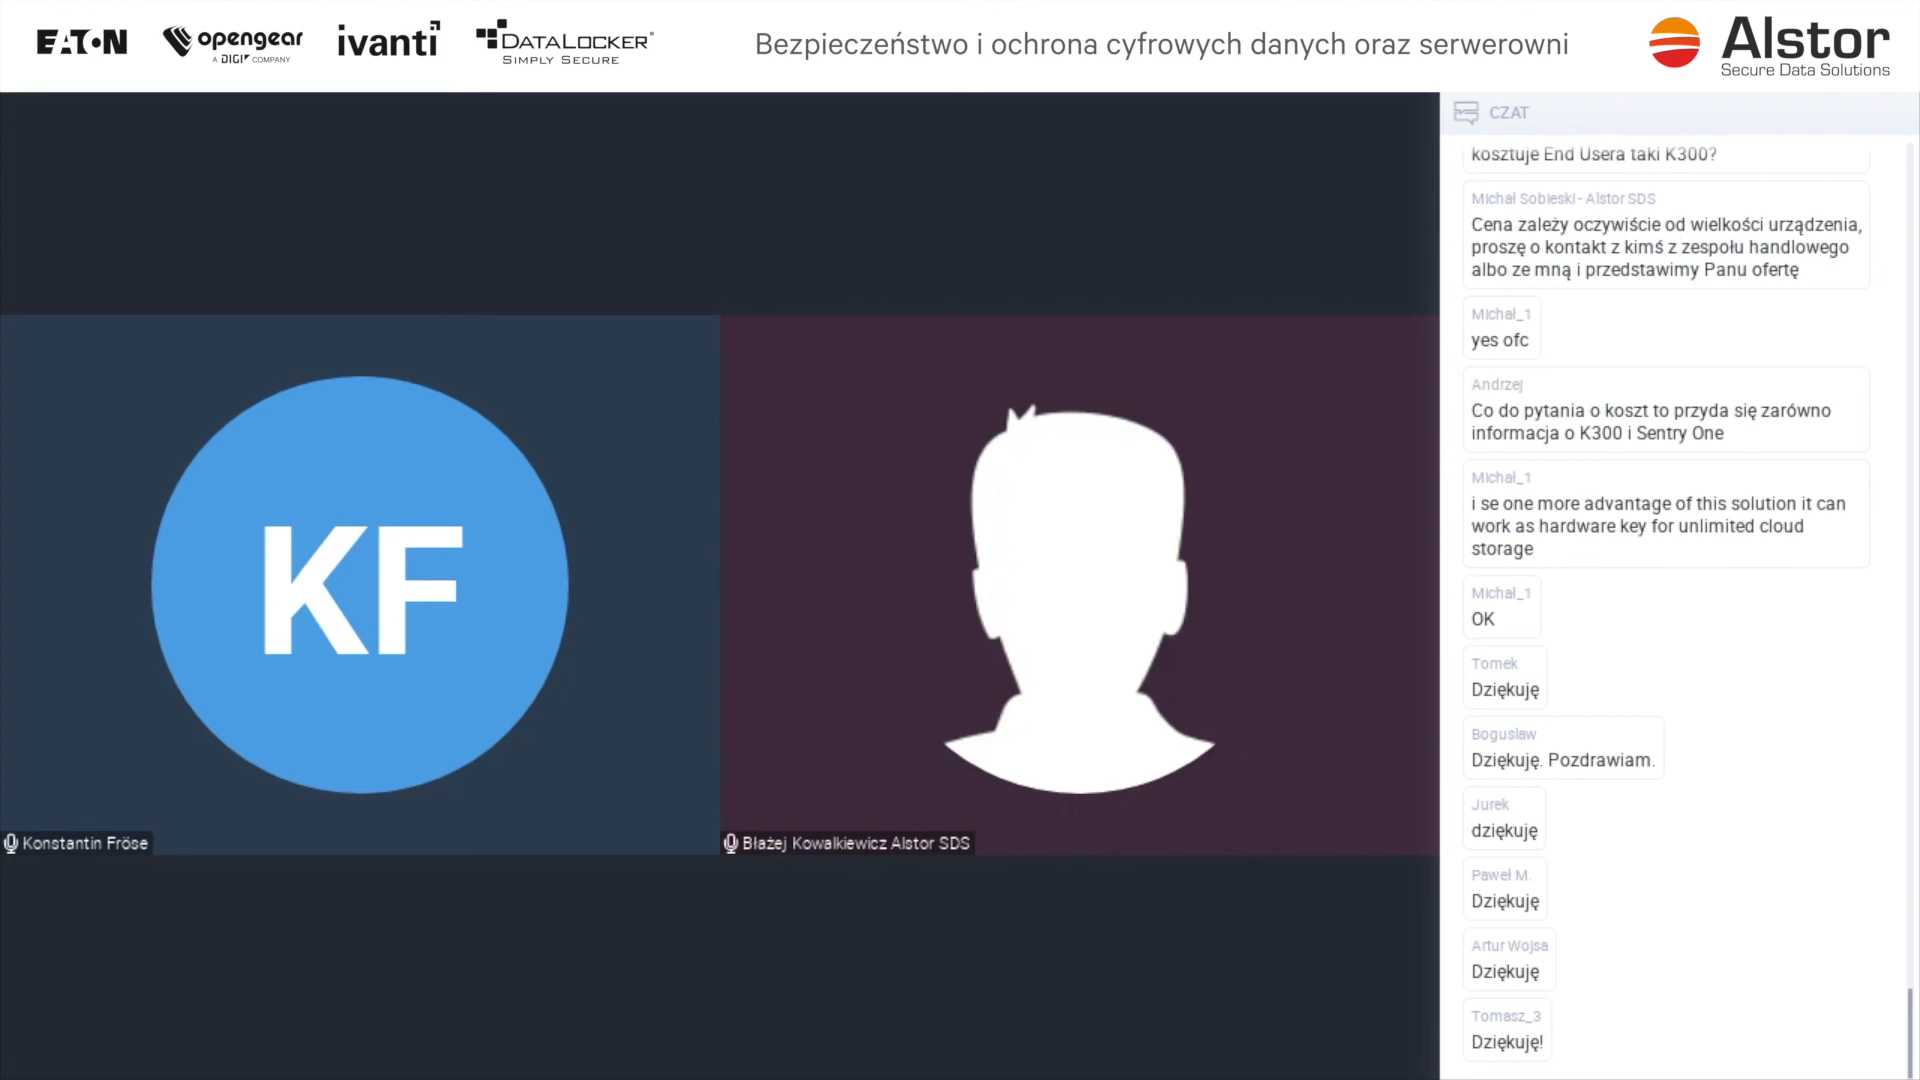 EATON
opengear
A DIGI COMPANY
ivanti
DATALOCKER
SIMPLY SECURE
Bezpieczeństwo i ochrona cyfrowych danych oraz serwerowni
Alstor
Secure Data Solutions
KF
Konstantin Fröse
Błażej Kowalkiewicz Alstor SDS
CZAT
kosztuje End Usera taki K300?
Michał Sobieski - Alstor SDS
Cena zależy oczywiście od wielkości urządzenia,
proszę o kontakt z kimś z zespołu handlowego
albo ze mną i przedstawimy Panu ofertę
Michał_1
yes ofc
Andrzej
Co do pytania o koszt to przyda się zarówno
informacja o K300 i Sentry One
Michał_1
i se one more advantage of this solution it can
work as hardware key for unlimited cloud
storage
Michał_1
OK
Tomek
Dziękuję
Bogusław
Dziękuję. Pozdrawiam.
Jurek
dziękuję
Paweł M.
Dziękuję
Artur Wojsa
Dziękuję
Tomasz_3
Dziękuję!